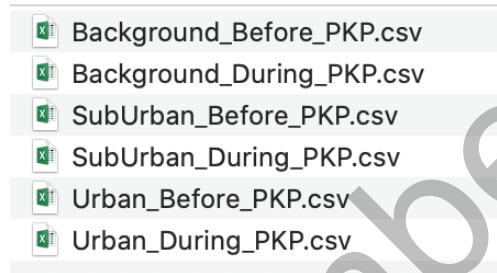 Background_Before_PKP.csv
Background_During_PKP.csv
SubUrban_Before_PKP.csv
SubUrban_During_PKP.csv
Urban_Before_PKP.csv
Urban_During_PKP.csv